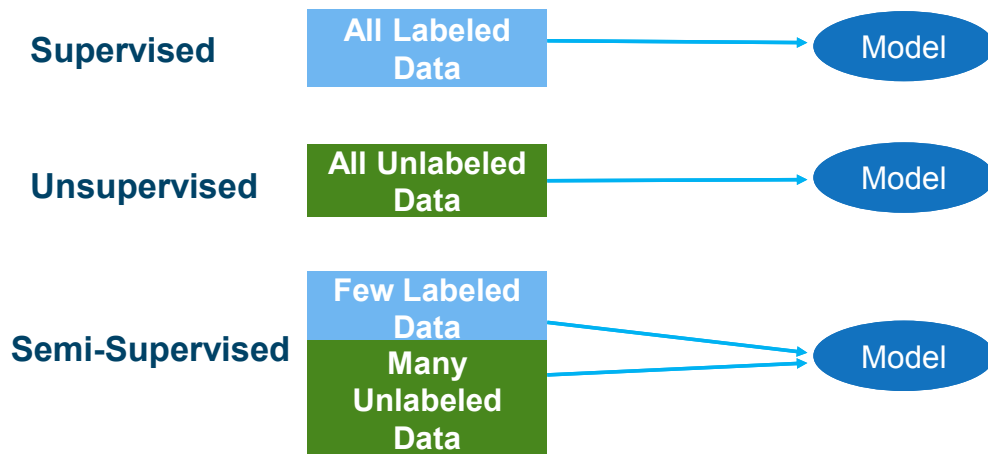 Supervised
All Labeled
Data
Model
Unsupervised
All Unlabeled
Data
Model
Semi-Supervised
Few Labeled
Data
Many
Unlabeled
Data
Model